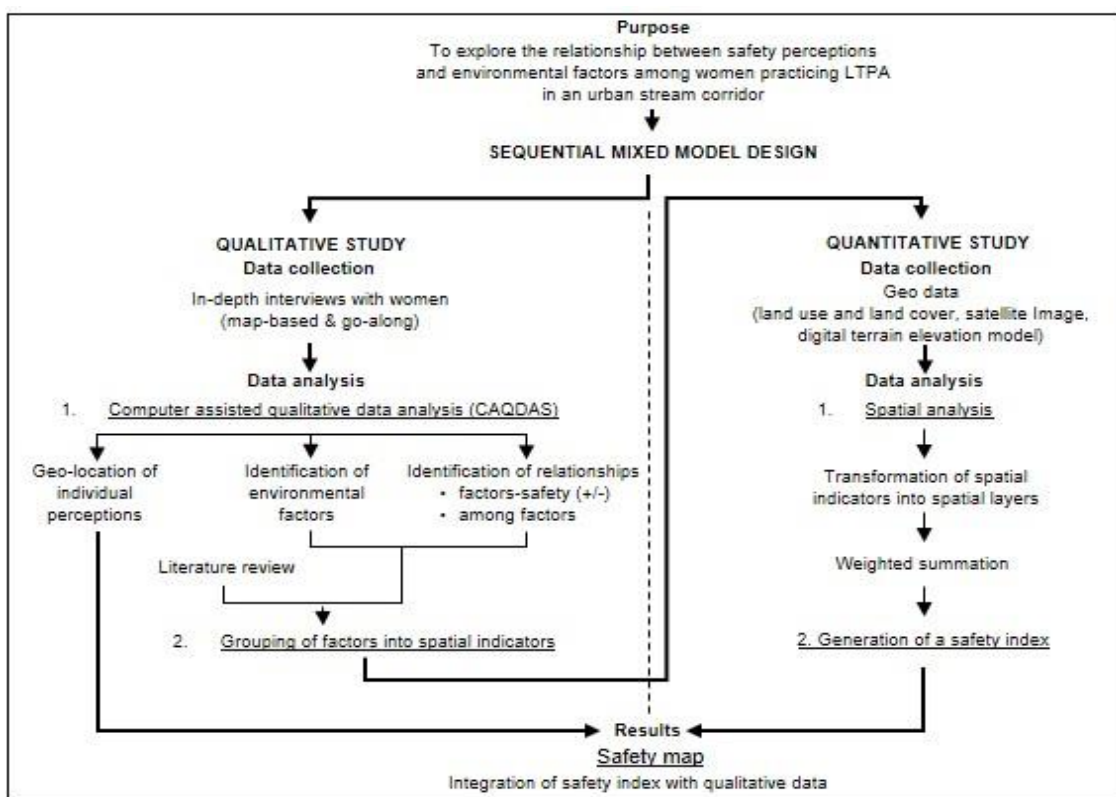 Purpose
To explore the relationship between safety perceptions
and environmental factors among women practicing LTPA
in an urban stream corridor
SEQUENTIAL MIXED MODEL DESIGN
QUALITATIVE STUDY
Data collection
In-depth interviews with women
(map-based & go-along)
Data analysis
1. Computer assisted qualitative data analysis (CAQDAS)
Geo-location of
individual
perceptions
Identification of
environmental
factors
Identification of relationships
• factors-safety (+/-)
• among factors
Literature review
2. Grouping of factors into spatial indicators
QUANTITATIVE STUDY
Data collection
Geo data
(land use and land cover, satellite Image,
digital terrain elevation model)
Data analysis
1. Spatial analysis
Transformation of spatial
indicators into spatial layers
Weighted summation
2. Generation of a safety index
Results
Safety map
Integration of safety index with qualitative data